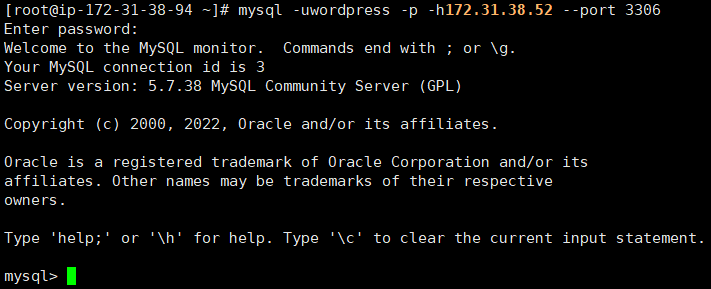 [root@ip-172-31-38-94 ~]# mysql -uwordpress -p -h172.31.38.52 --port 3306
Enter password:
Welcome to the MySQL monitor.  Commands end with ; or \g.
Your MySQL connection id is 3
Server version: 5.7.38 MySQL Community Server (GPL)
Copyright (c) 2000, 2022, Oracle and/or its affiliates.
Oracle is a registered trademark of Oracle Corporation and/or its
affiliates. Other names may be trademarks of their respective
owners.
Type 'help;' or '\h' for help. Type '\c' to clear the current input statement.
mysql>